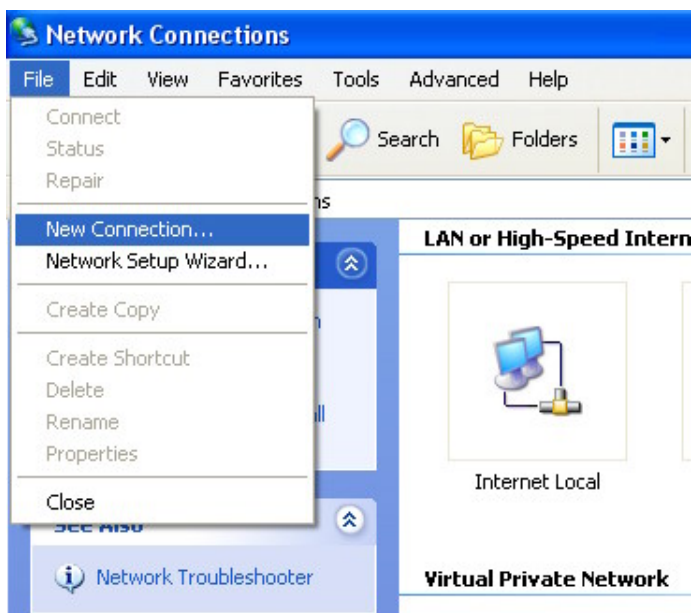 Network Connections
File Edit View Favorites Tools Advanced Help
Connect
Status
Repair
Search Folders
New Connection...
Network Setup Wizard...
Create Copy
Create Shortcut
Delete
Rename
Properties
Close
LAN or High-Speed Intern
Internet Local
See Also
Network Troubleshooter
Virtual Private Network